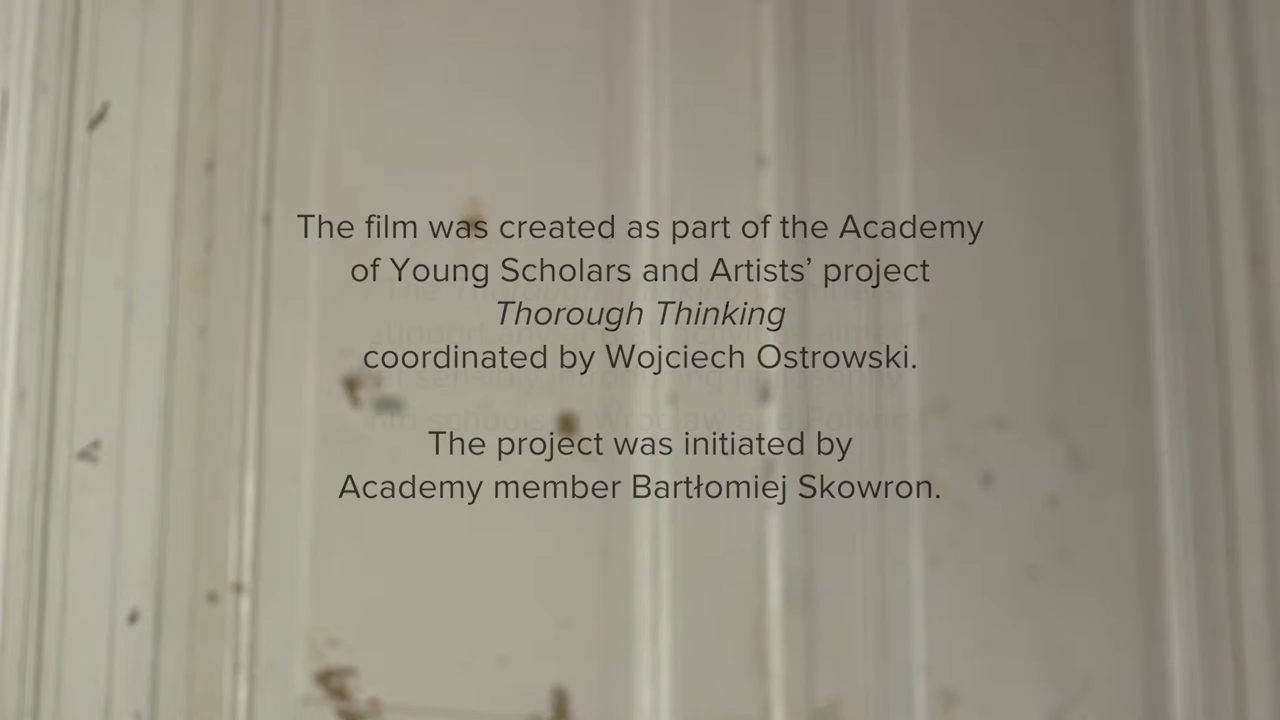 The film was created as part of the Academy
of Young Scholars and Artists’ project
Thorough Thinking
coordinated by Wojciech Ostrowski.
The project was initiated by
Academy member Bartłomiej Skowron.